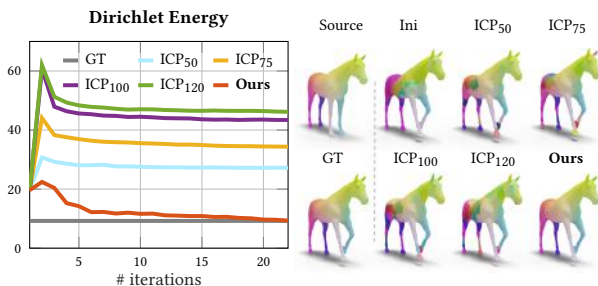 Dirichlet Energy
GT ICP50 ICP75
ICP100 ICP120 Ours
60
40
20
0
5 10 15 20
# iterations
Source Ini ICP50 ICP75
GT ICP100 ICP120 Ours